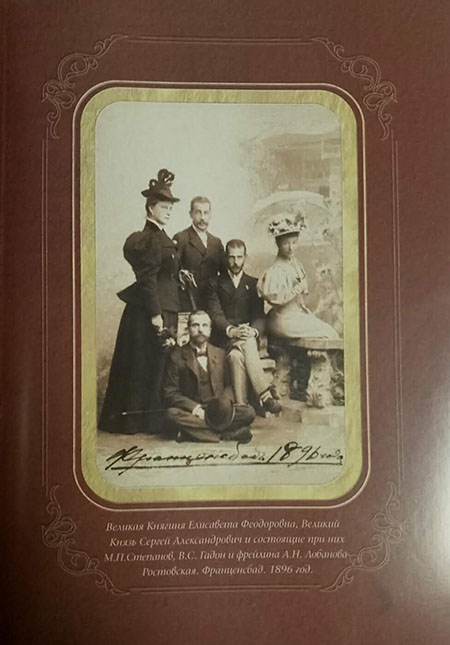 Франценсбадъ 1896 года
Великая Княгиня Елисавета Феодоровна, Великий
Князь Сергей Александрович и состоящие при них
М.П.Степанов, В.С. Гадон и фрейлина А.Н. Лобанова-
Ростовская. Франценсбад. 1896 год.